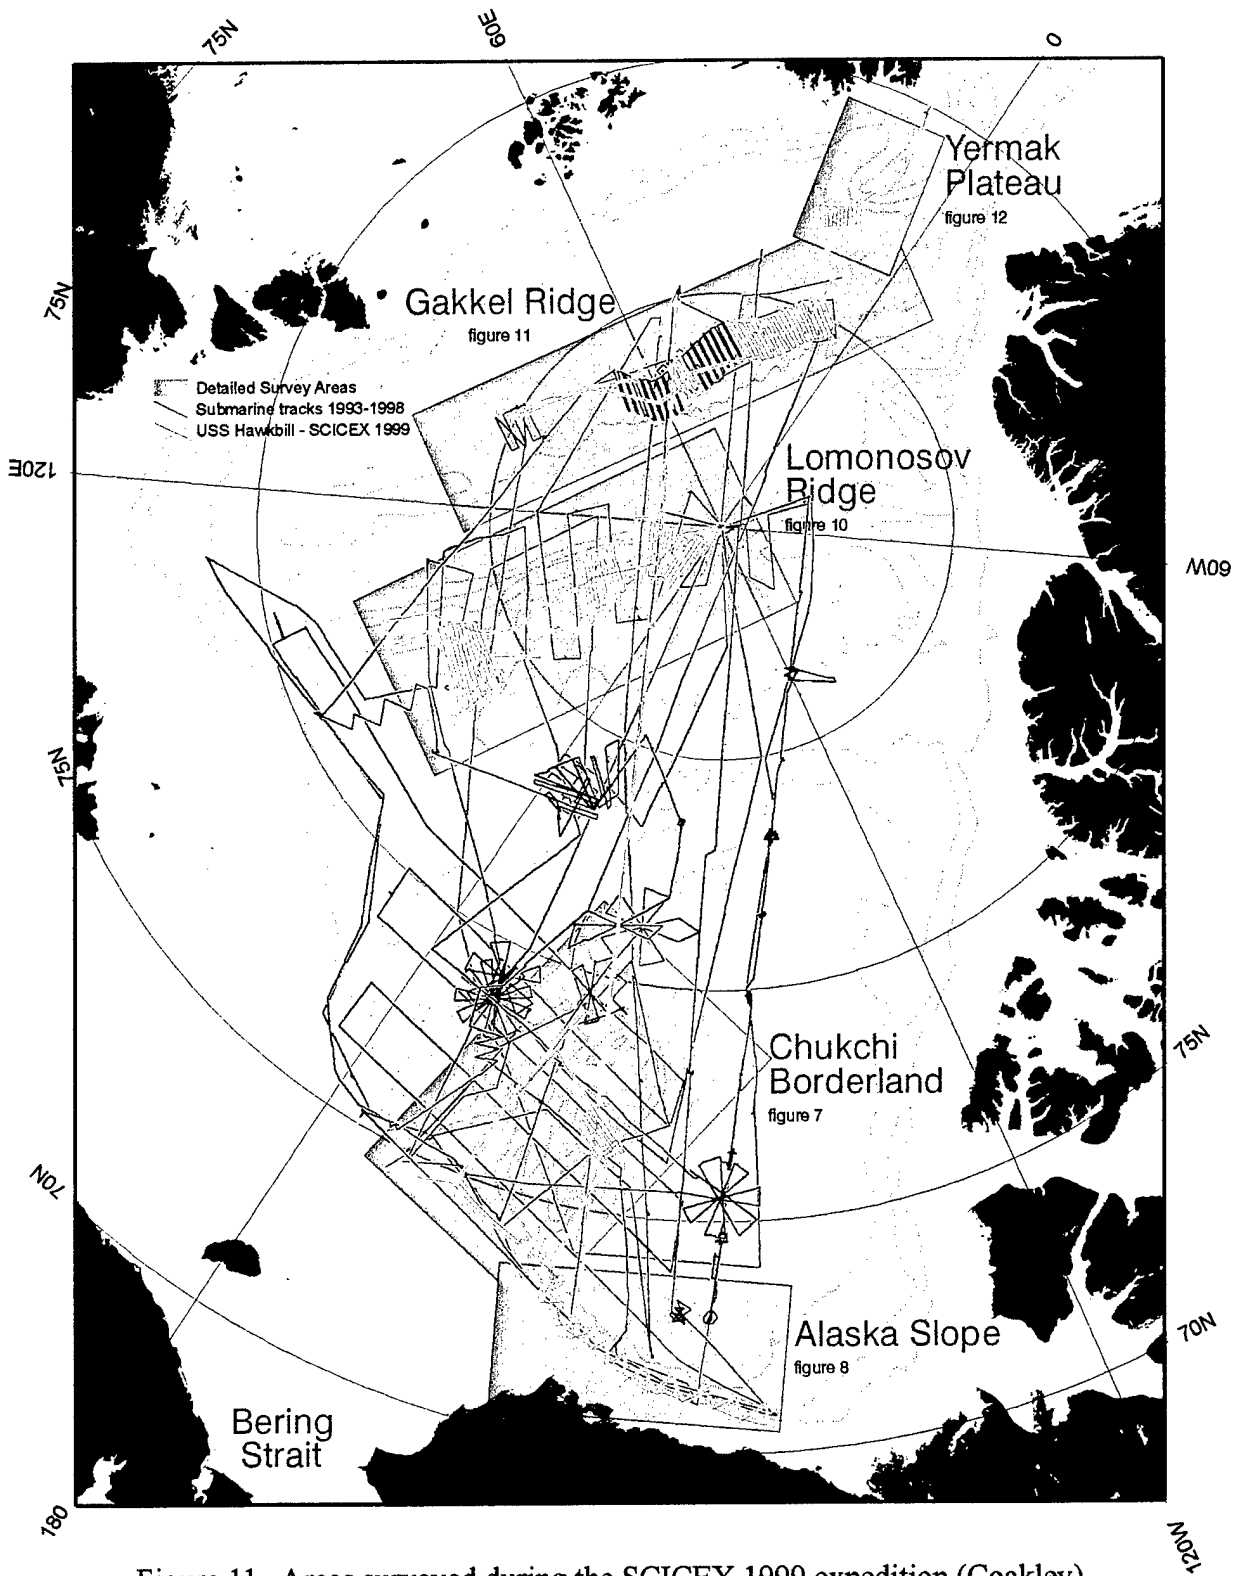 75N
60E
0
Yermak
Plateau
figure 12
75N
Gakkel Ridge
figure 11
Detailed Survey Areas
Submarine tracks 1993-1998
USS Hawkbill - SCICEX 1999
120E
Lomonosov
Ridge
figure 10
60W
75N
Chukchi
Borderland
figure 7
75N
70N
Alaska Slope
figure 8
70N
Bering
Strait
180
120W
Figure 11. Areas surveyed during the SCICEX 1999 expedition (Coakley)